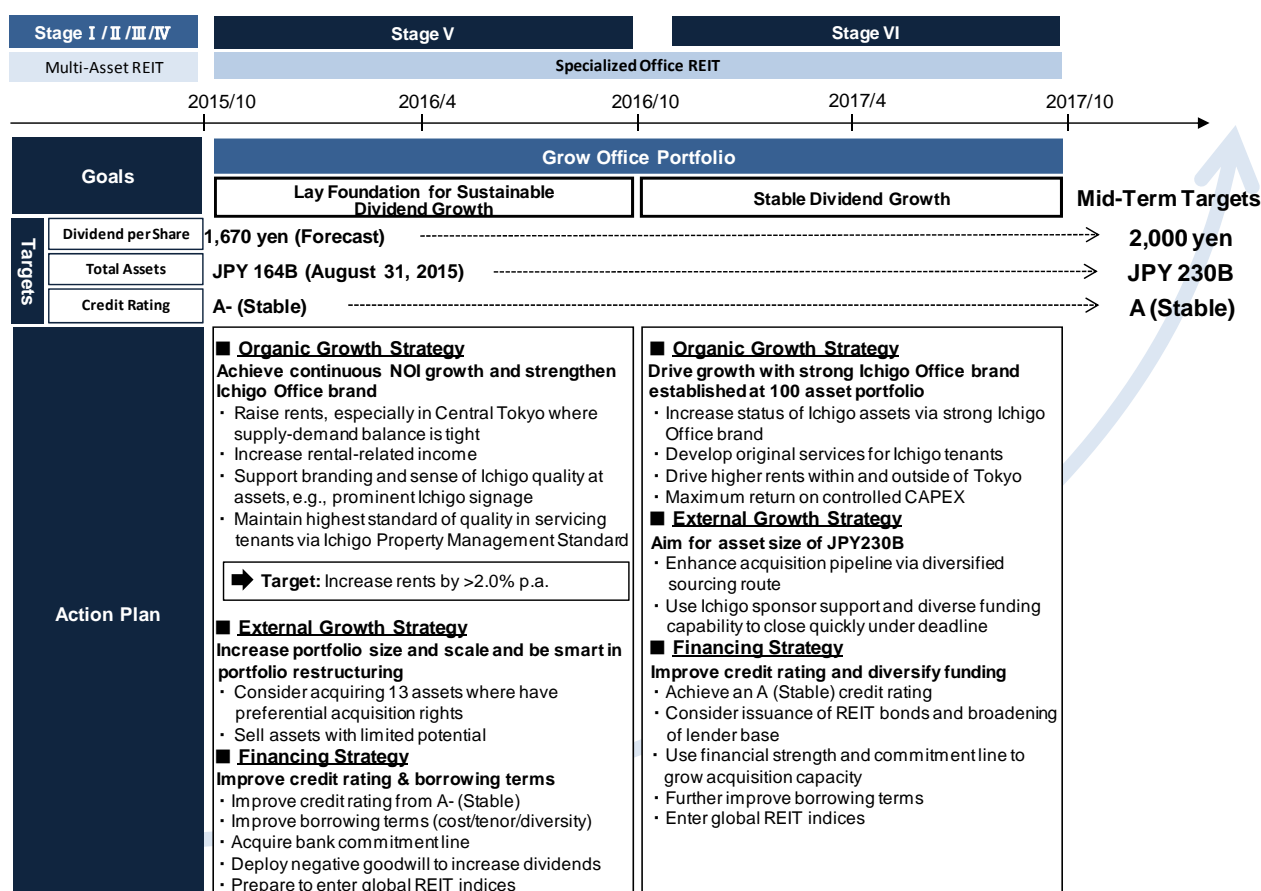 Stage Ⅰ / Ⅱ / Ⅲ / Ⅳ
Stage V
Stage VI
Multi-Asset REIT
Specialized Office REIT
2015/10
2016/4
2016/10
2017/4
2017/10
Goals
Grow Office Portfolio
Lay Foundation for Sustainable
Dividend Growth
Stable Dividend Growth
Mid-Term Targets
Targets
Dividend per Share
1,670 yen (Forecast)
2,000 yen
Total Assets
JPY 164B (August 31, 2015)
JPY 230B
Credit Rating
A- (Stable)
A (Stable)
Action Plan
■ Organic Growth Strategy
Achieve continuous NOI growth and strengthen
Ichigo Office brand
・ Raise rents, especially in Central Tokyo where
supply-demand balance is tight
・ Increase rental-related income
・ Support branding and sense of Ichigo quality at
assets, e.g., prominent Ichigo signage
・ Maintain highest standard of quality in servicing
tenants via Ichigo Property Management Standard
Target: Increase rents by >2.0% p.a.
■ External Growth Strategy
Increase portfolio size and scale and be smart in
portfolio restructuring
・ Consider acquiring 13 assets where have
preferential acquisition rights
・ Sell assets with limited potential
■ Financing Strategy
Improve credit rating & borrowing terms
・ Improve credit rating from A- (Stable)
・ Improve borrowing terms (cost/tenor/diversity)
・ Acquire bank commitment line
・ Deploy negative goodwill to increase dividends
・ Prepare to enter global REIT indices
■ Organic Growth Strategy
Drive growth with strong Ichigo Office brand
established at 100 asset portfolio
・ Increase status of Ichigo assets via strong Ichigo
Office brand
・ Develop original services for Ichigo tenants
・ Drive higher rents within and outside of Tokyo
・ Maximum return on controlled CAPEX
■ External Growth Strategy
Aim for asset size of JPY230B
・ Enhance acquisition pipeline via diversified
sourcing route
・ Use Ichigo sponsor support and diverse funding
capability to close quickly under deadline
■ Financing Strategy
Improve credit rating and diversify funding
・ Achieve an A (Stable) credit rating
・ Consider issuance of REIT bonds and broadening
of lender base
・ Use financial strength and commitment line to
grow acquisition capacity
・ Further improve borrowing terms
・ Enter global REIT indices